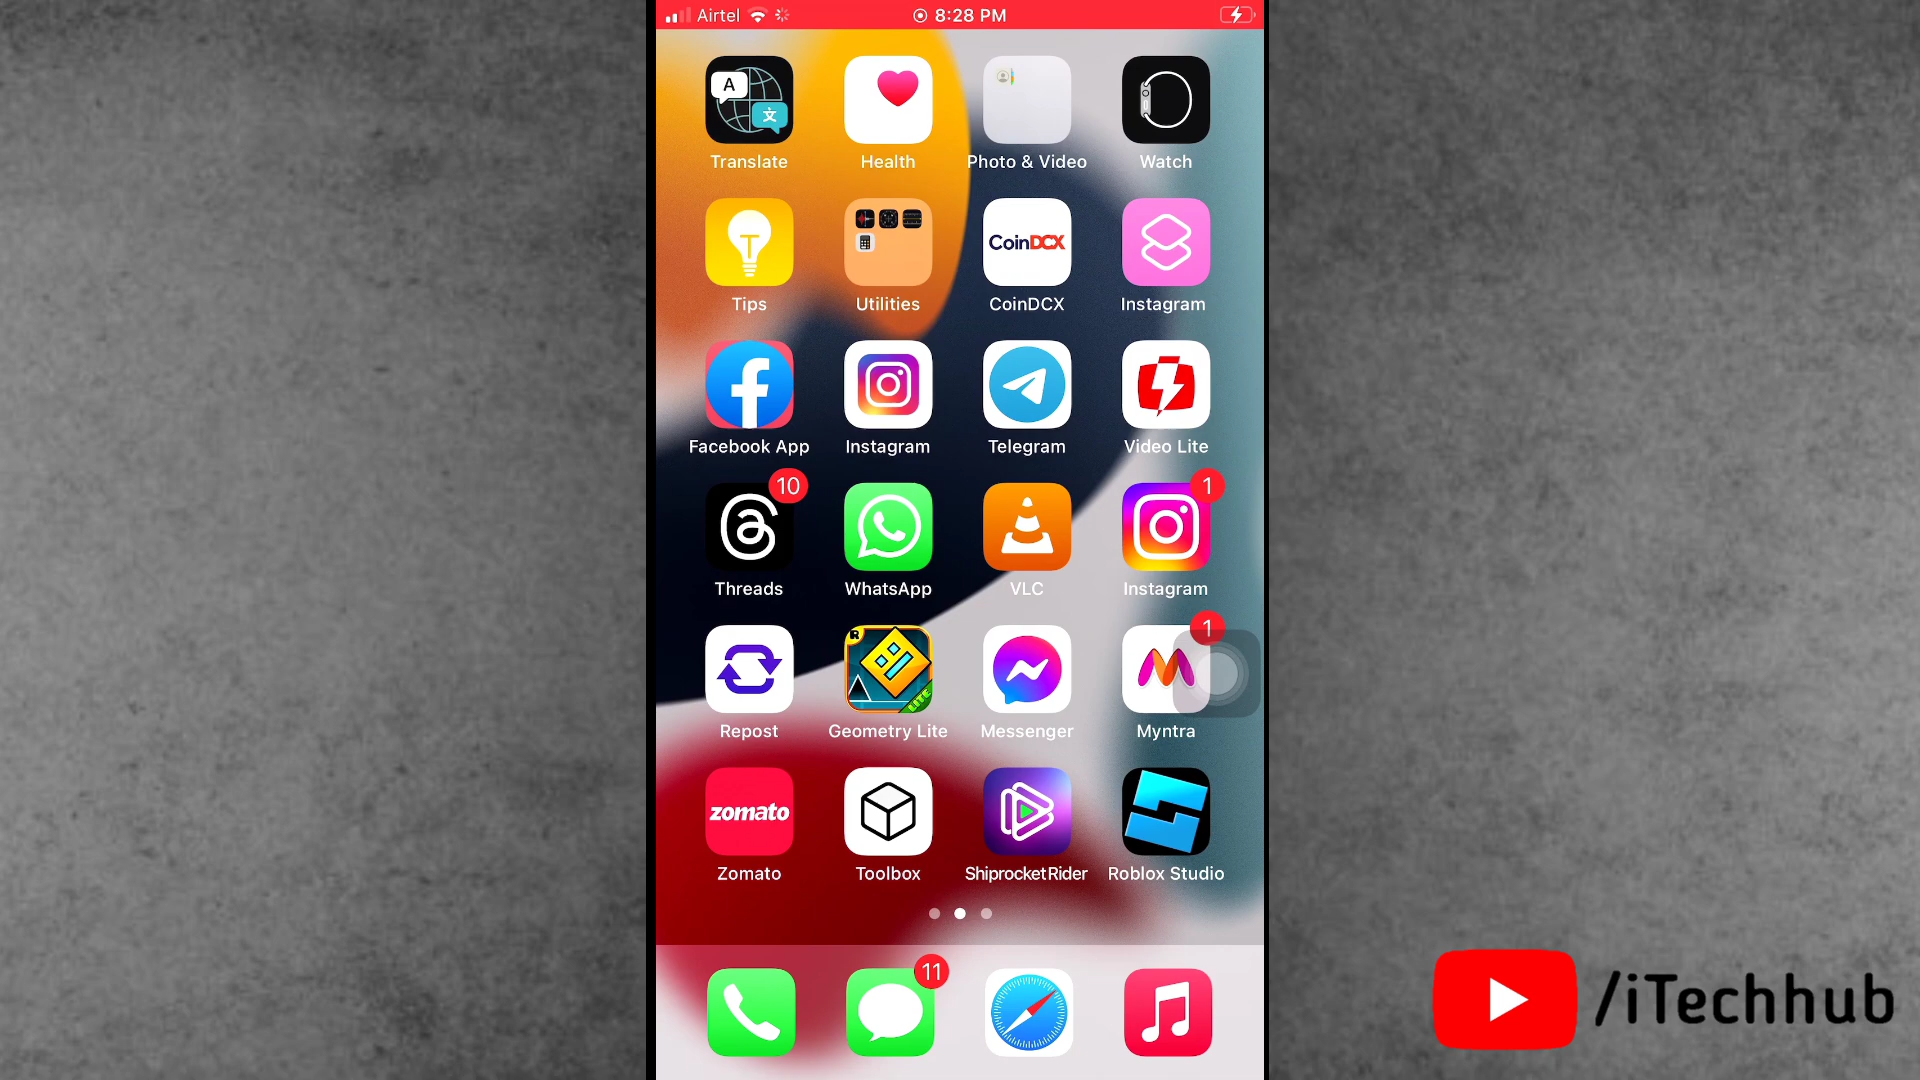 Airtel 8:28 PM
A
文
Translate Health Photo & Video Watch
T
CoinDCX
Tips Utilities CoinDCX Instagram
Facebook App Instagram Telegram Video Lite
10 1
Threads WhatsApp VLC Instagram
R 1
LITE
Repost Geometry Lite Messenger Myntra
zomato
Zomato Toolbox ShiprocketRider Roblox Studio
11
/iTechhub